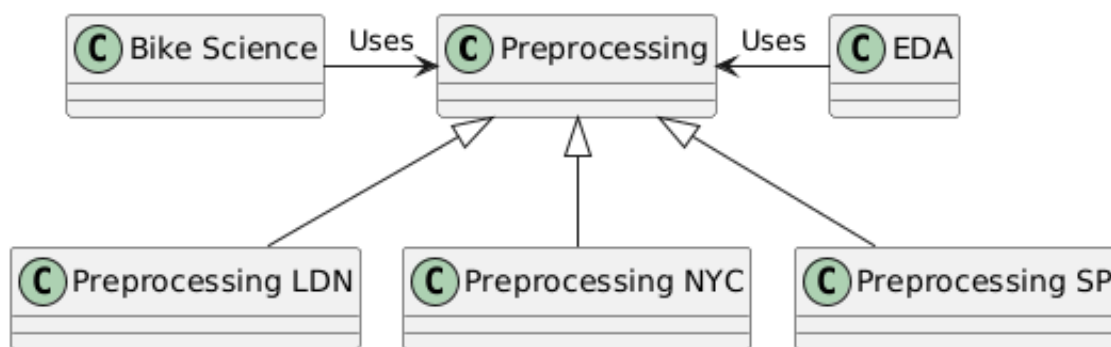 C Bike Science
Uses
C Preprocessing
Uses
C EDA
C Preprocessing LDN
C Preprocessing NYC
C Preprocessing SP